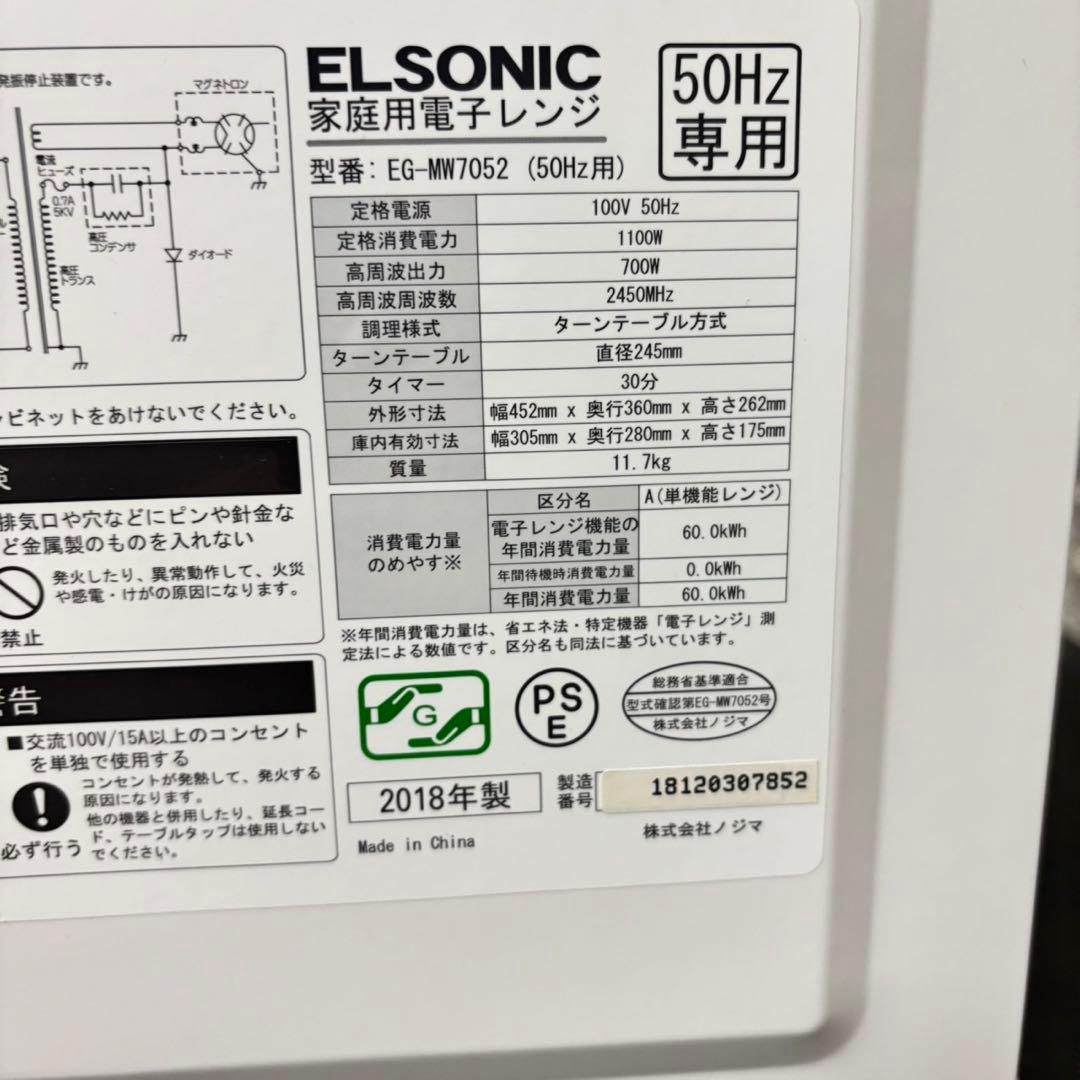 発振停止装置です。
マグネトロン
電流
ヒューズ
0.7A
5KV
高圧
コンデンサ
ダイオード
高圧
トランス
ビネットをあけないでください。
険
排気口や穴などにピンや針金な
ど金属製のものを入れない
発火したり、異常動作して、火災
や感電・けがの原因になります。
禁止
警告
■交流100V/15A以上のコンセント
を単独で使用する
コンセントが発熱して、発火する
原因になります。
他の機器と併用したり、延長コー
ド、テーブルタップは使用しない
でください。
必ず行う
ELSONIC
家庭用電子レンジ
50Hz
専用
型番: EG-MW7052 (50Hz用)
定格電源 100V 50Hz
定格消費電力 1100W
高周波出力 700W
高周波周波数 2450MHz
調理様式 ターンテーブル方式
ターンテーブル 直径245mm
タイマー 30分
外形寸法 幅452mm x 奥行360mm x 高さ262mm
庫内有効寸法 幅305mm x 奥行280mm x 高さ175mm
質量 11.7kg
消費電力量
のめやす※
区分名 A(単機能レンジ)
電子レンジ機能の
年間消費電力量 60.0kWh
年間待機時消費電力量 0.0kWh
年間消費電力量 60.0kWh
※年間消費電力量は、省エネ法・特定機器「電子レンジ」測
定法による数値です。区分名も同法に基づいています。
G
PS
E
総務省基準適合
型式確認第EG-MW7052号
株式会社ノジマ
2018年製
製造
番号
18120307852
Made in China
株式会社ノジマ